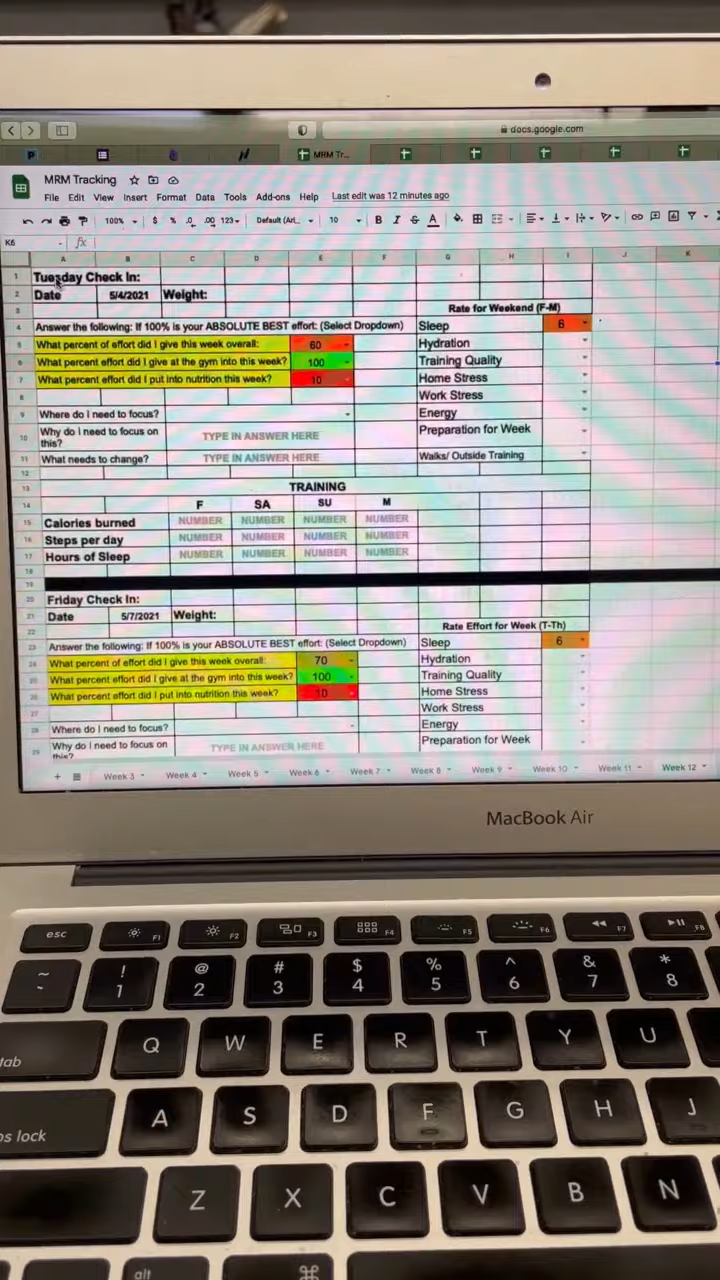 docs.google.com
MRM Tr...
MRM Tracking
File Edit View Insert Format Data Tools Add-ons Help Last edit was 12 minutes ago
100% $ % .0 .00 123 Default (Ari... 10 B I S A
K6 fx
A B C D E F G H I J K
1 Tuesday Check In:
2 Date 5/4/2021 Weight:
3 Rate for Weekend (F-M)
4 Answer the following: If 100% is your ABSOLUTE BEST effort: (Select Dropdown) Sleep 6
5 What percent of effort did I give this week overall: 60 Hydration
6 What percent effort did I give at the gym into this week? 100 Training Quality
7 What percent effort did I put into nutrition this week? 10 Home Stress
8 Work Stress
9 Where do I need to focus? Energy
10 Why do I need to focus on this? TYPE IN ANSWER HERE Preparation for Week
11 What needs to change? TYPE IN ANSWER HERE Walks/ Outside Training
12
13 TRAINING
14 F SA SU M
15 Calories burned NUMBER NUMBER NUMBER NUMBER
16 Steps per day NUMBER NUMBER NUMBER NUMBER
17 Hours of Sleep NUMBER NUMBER NUMBER NUMBER
18
19
20 Friday Check In:
21 Date 5/7/2021 Weight:
22 Rate Effort for Week (T-Th)
23 Answer the following: If 100% is your ABSOLUTE BEST effort: (Select Dropdown) Sleep 6
24 What percent of effort did I give this week overall: 70 Hydration
25 What percent effort did I give at the gym into this week? 100 Training Quality
26 What percent effort did I put into nutrition this week? 10 Home Stress
27 Work Stress
28 Where do I need to focus? Energy
29 Why do I need to focus on this? TYPE IN ANSWER HERE Preparation for Week
+ Week 3 Week 4 Week 5 Week 6 Week 7 Week 8 Week 9 Week 10 Week 11 Week 12
MacBook Air
esc F1 F2 F3 F4 F5 F6 F7 F8
~ ! 1 @ 2 # 3 $ 4 % 5 ^ 6 & 7 * 8
tab Q W E R T Y U
ps lock A S D F G H J
Z X C V B N
alt ⌘